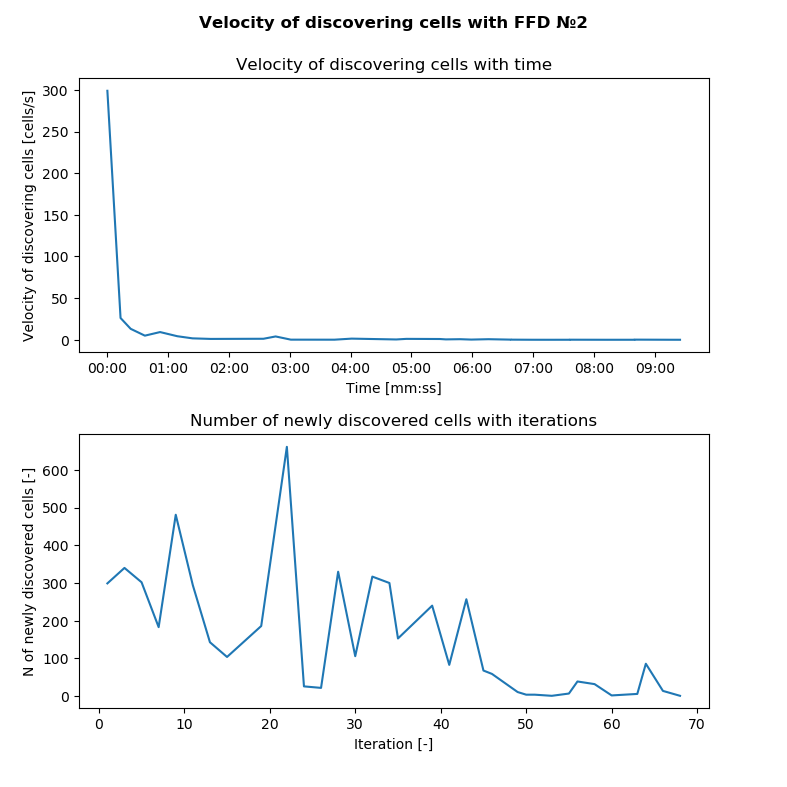 Velocity of discovering cells with FFD №2
Velocity of discovering cells with time
Velocity of discovering cells [cells/s]
300
250
200
150
100
50
0
00:00 01:00 02:00 03:00 04:00 05:00 06:00 07:00 08:00 09:00
Time [mm:ss]
Number of newly discovered cells with iterations
N of newly discovered cells [-]
600
500
400
300
200
100
0
0 10 20 30 40 50 60 70
Iteration [-]